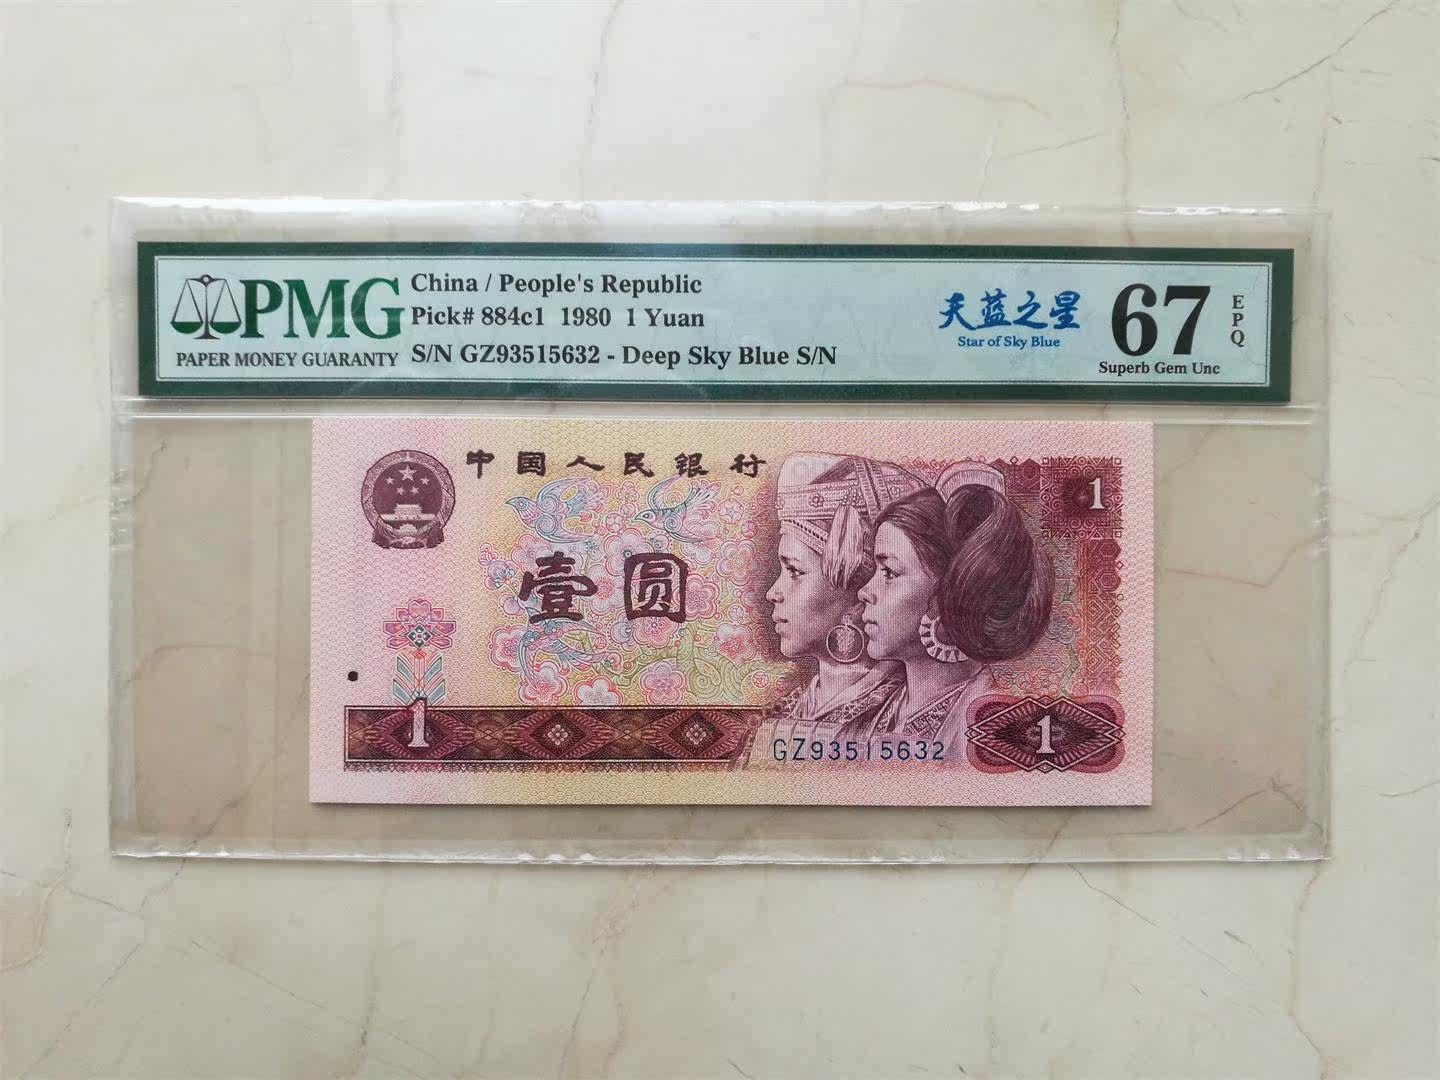 PMG
PAPER MONEY GUARANTY
China / People's Republic
Pick# 884c1 1980 1 Yuan
S/N GZ93515632 - Deep Sky Blue S/N
天蓝之星
Star of Sky Blue
67
EPQ
Superb Gem Unc
中国人民银行
1
壹圆
1
GZ93515632
1